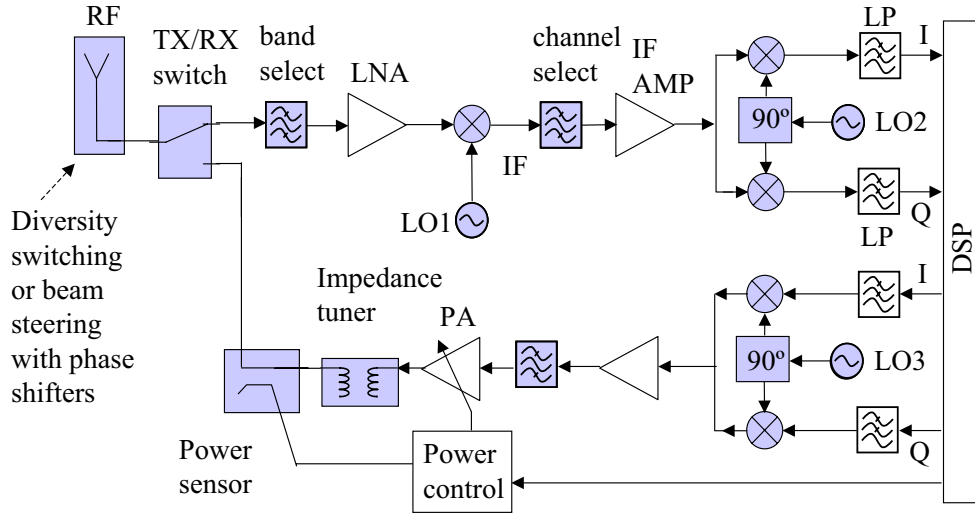 RF
TX/RX
switch
band
select
LNA
channel
select
IF
AMP
LP
I
90º
LO2
IF
LO1
Q
LP
DSP
Diversity
switching
or beam
steering
with phase
shifters
Impedance
tuner
PA
I
90º
LO3
Q
Power
sensor
Power
control